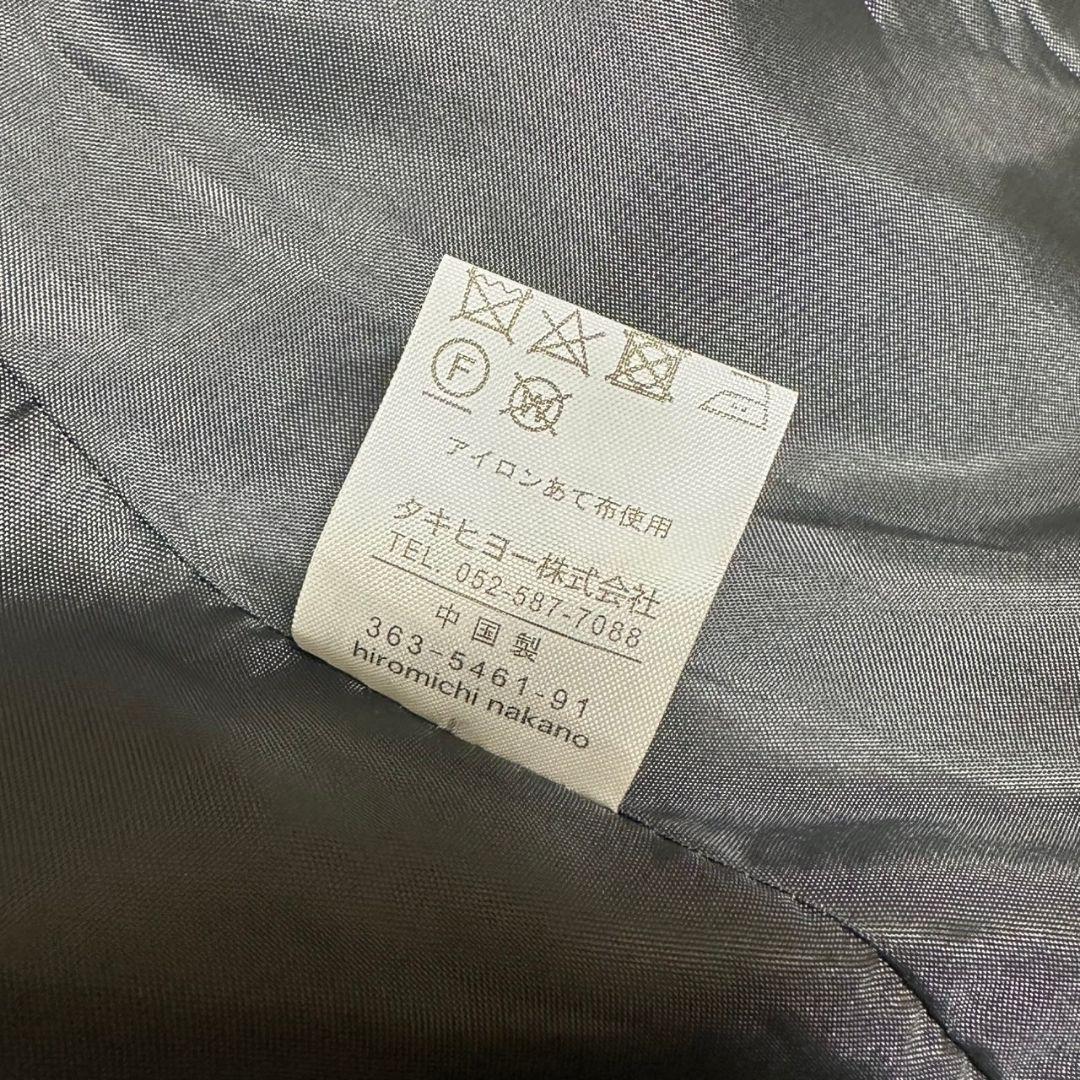 F
W
アイロンあて布使用
タキヒヨー株式会社
TEL. 052-587-7088
中国製
363-5461-91
hiromichi nakano